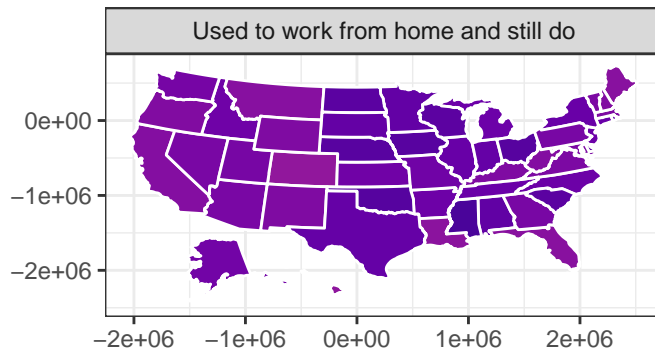 Used to work from home and still do
0e+00
−1e+06
−2e+06
−2e+06 −1e+06 0e+00 1e+06 2e+06